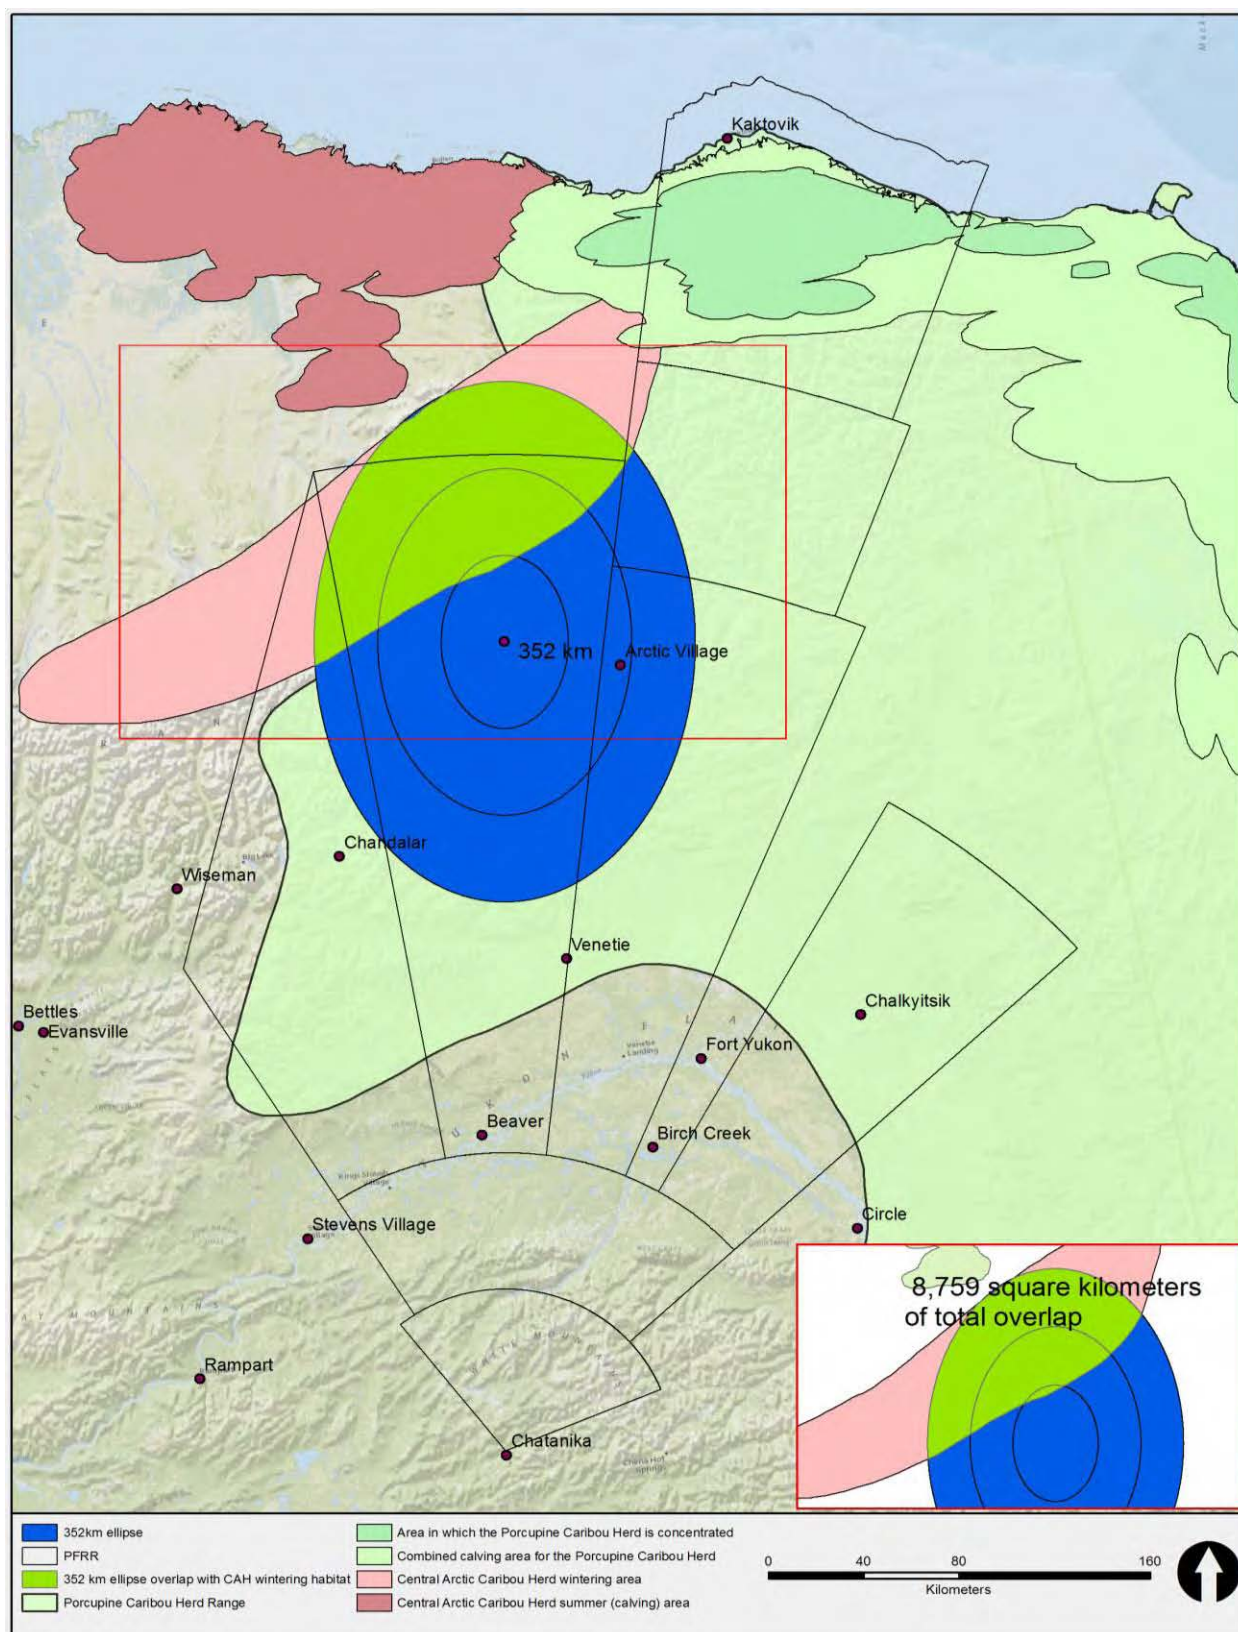 Kaktovik
352 km
Arctic Village
Chandalar
Wiseman
Venetie
Bettles
Evansville
Chalkyitsik
Fort Yukon
Beaver
Birch Creek
Stevens Village
Circle
8,759 square kilometers
of total overlap
Rampart
Chatanika
352km ellipse
PFRR
352 km ellipse overlap with CAH wintering habitat
Porcupine Caribou Herd Range
Area in which the Porcupine Caribou Herd is concentrated
Combined calving area for the Porcupine Caribou Herd
Central Arctic Caribou Herd wintering area
Central Arctic Caribou Herd summer (calving) area
0 40 80 160
Kilometers